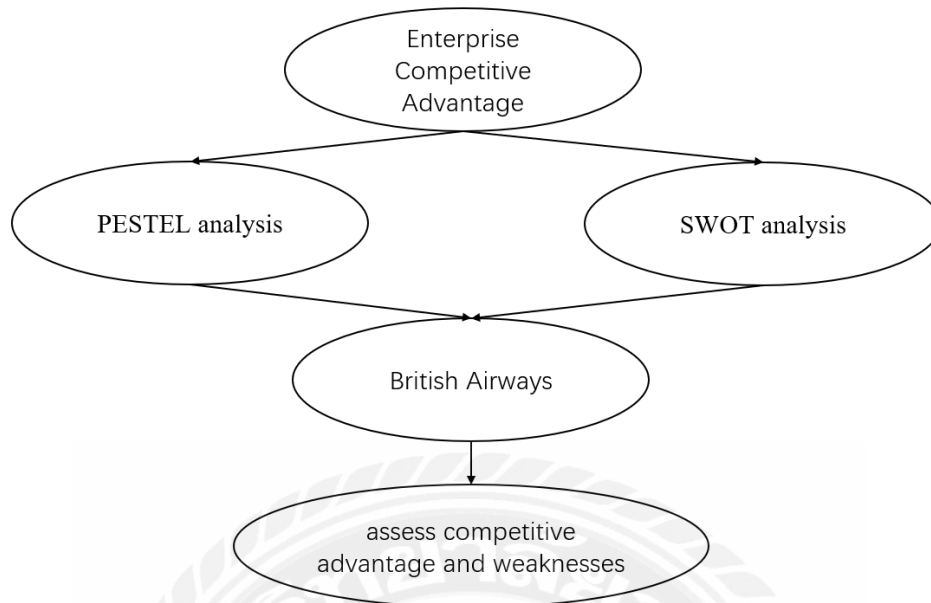 Enterprise
Competitive
Advantage
PESTEL analysis
SWOT analysis
British Airways
assess competitive
advantage and weaknesses